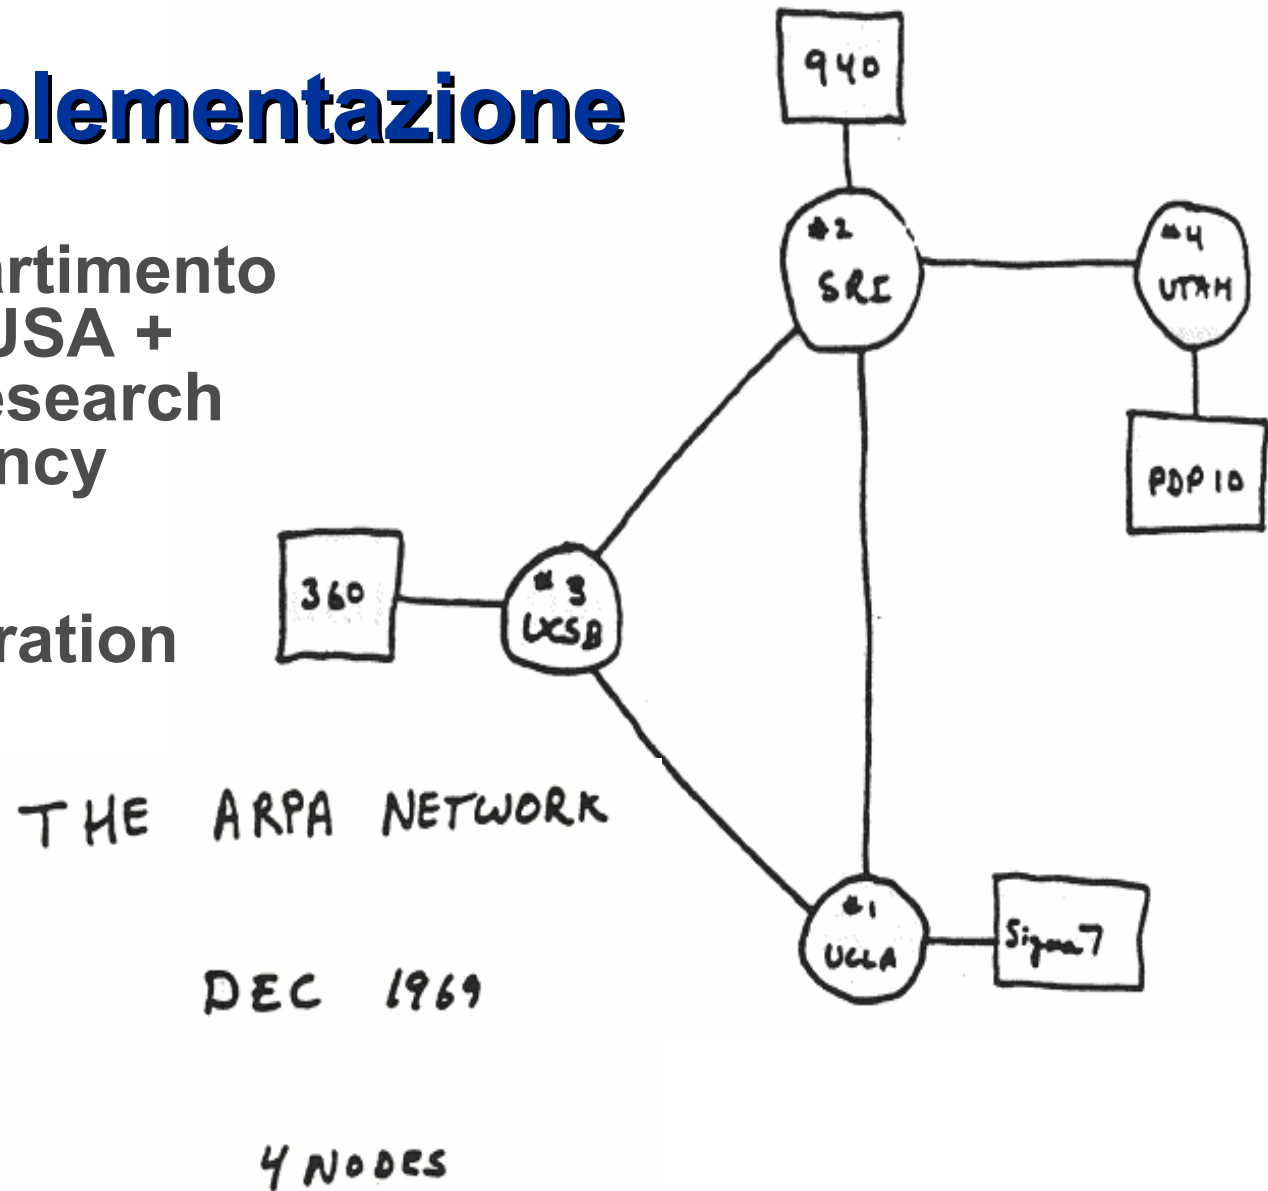 plementazione
artimento
USA +
esearch
ncy
ration
940
#2
SRI
#4
UTAH
PDP 10
360
#3
UCSB
#1
UCLA
Sigma 7
THE ARPA NETWORK
DEC 1969
4 NODES